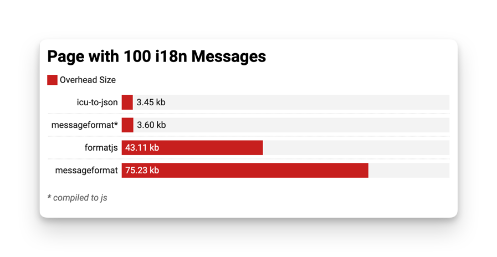 Page with 100 i18n Messages
Overhead Size
icu-to-json 3.45 kb
messageformat* 3.60 kb
formatjs 43.11 kb
messageformat 75.23 kb
* compiled to js